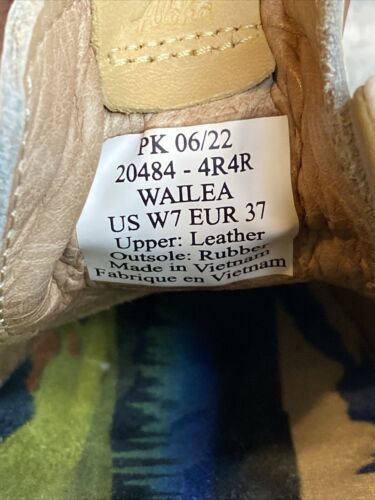 Aloha
PK 06/22
20484 - 4R4R
WAILEA
US W7 EUR 37
Upper: Leather
Outsole: Rubber
Made in Vietnam
Fabrique en Vietnam